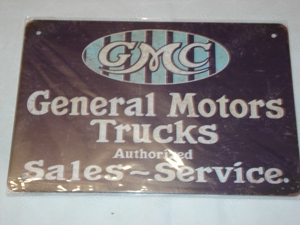 GMC
General Motors
Trucks
Authorized
Sales~Service.